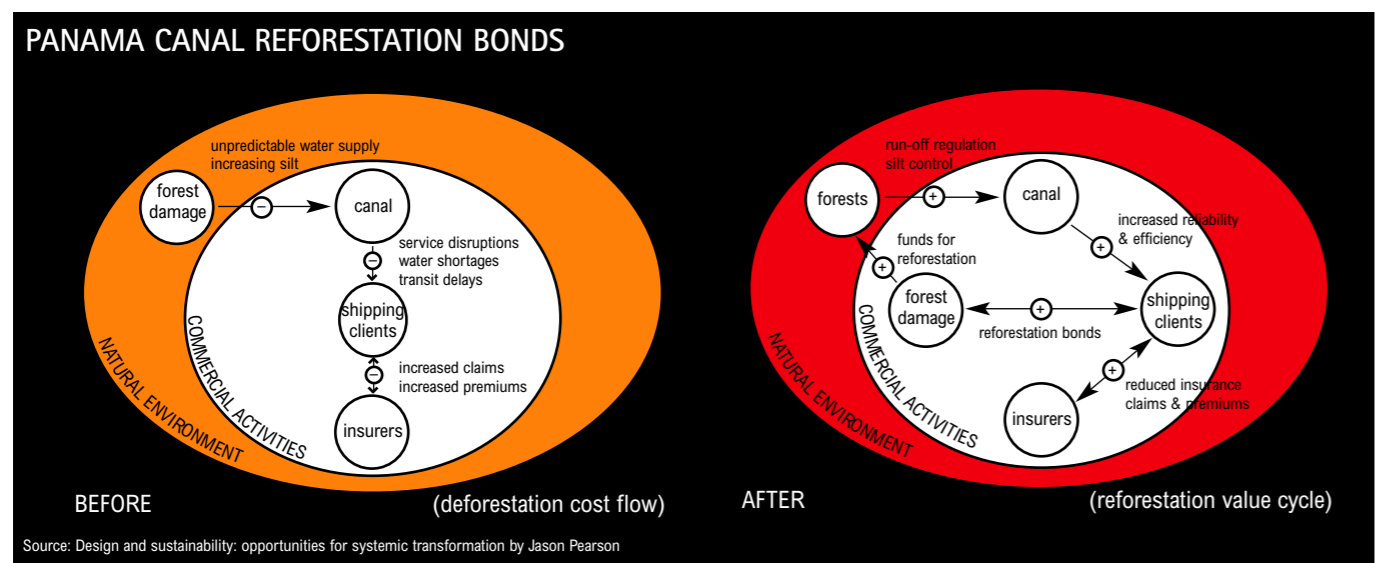 PANAMA CANAL REFORESTATION BONDS
unpredictable water supply
increasing silt
forest
damage
−
canal
service disruptions
water shortages
transit delays
−
shipping
clients
increased claims
increased premiums
−
insurers
COMMERCIAL ACTIVITIES
NATURAL ENVIRONMENT
BEFORE
(deforestation cost flow)
run-off regulation
silt control
forests
+
canal
increased reliability
& efficiency
+
funds for
reforestation
+
forest
damage
+
reforestation bonds
shipping
clients
+
reduced insurance
claims & premiums
insurers
COMMERCIAL ACTIVITIES
NATURAL ENVIRONMENT
AFTER
(reforestation value cycle)
Source: Design and sustainability: opportunities for systemic transformation by Jason Pearson